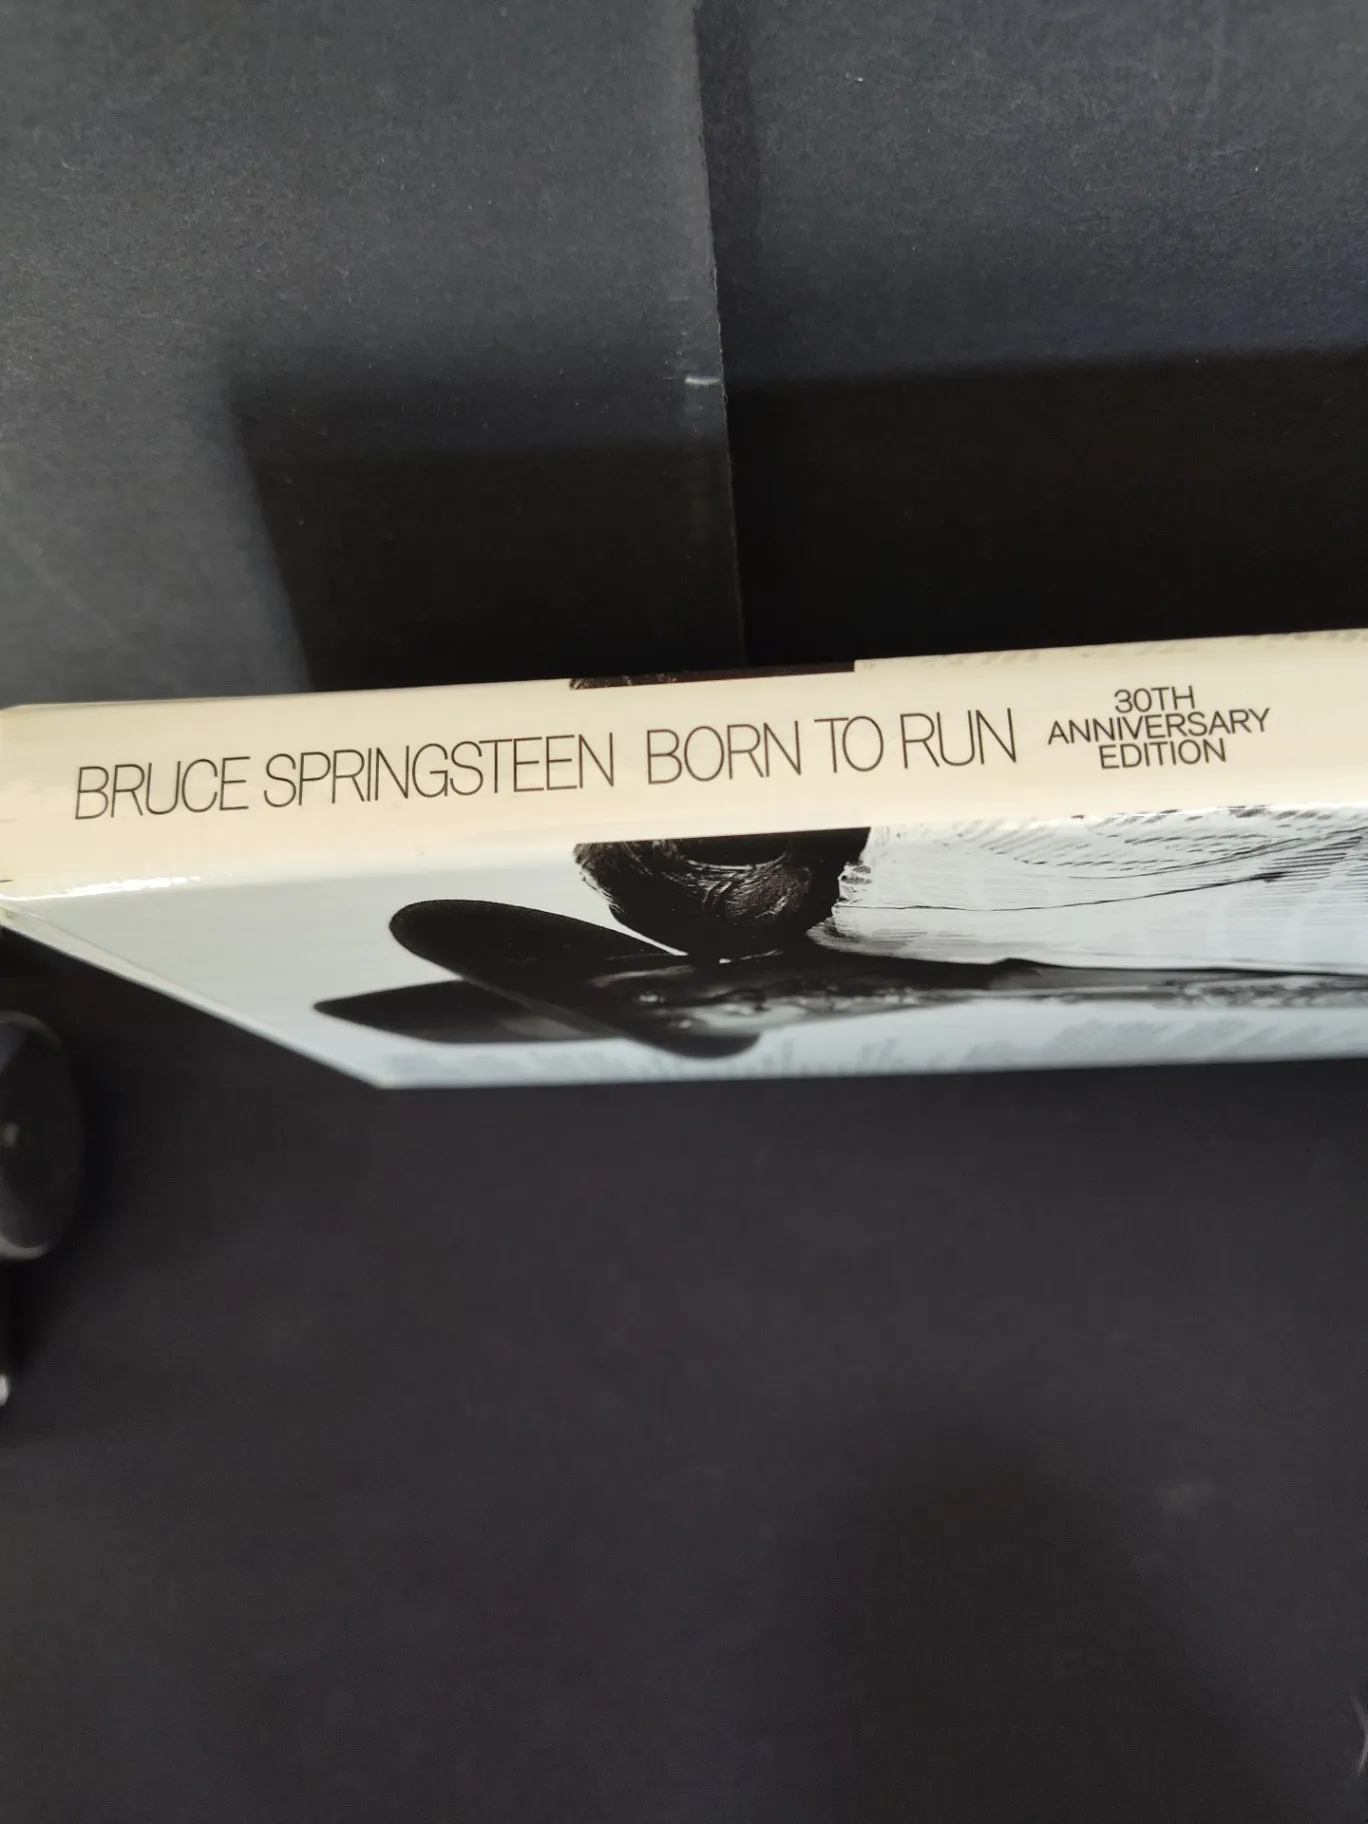 BRUCE SPRINGSTEEN BORN TO RUN
30TH
ANNIVERSARY
EDITION